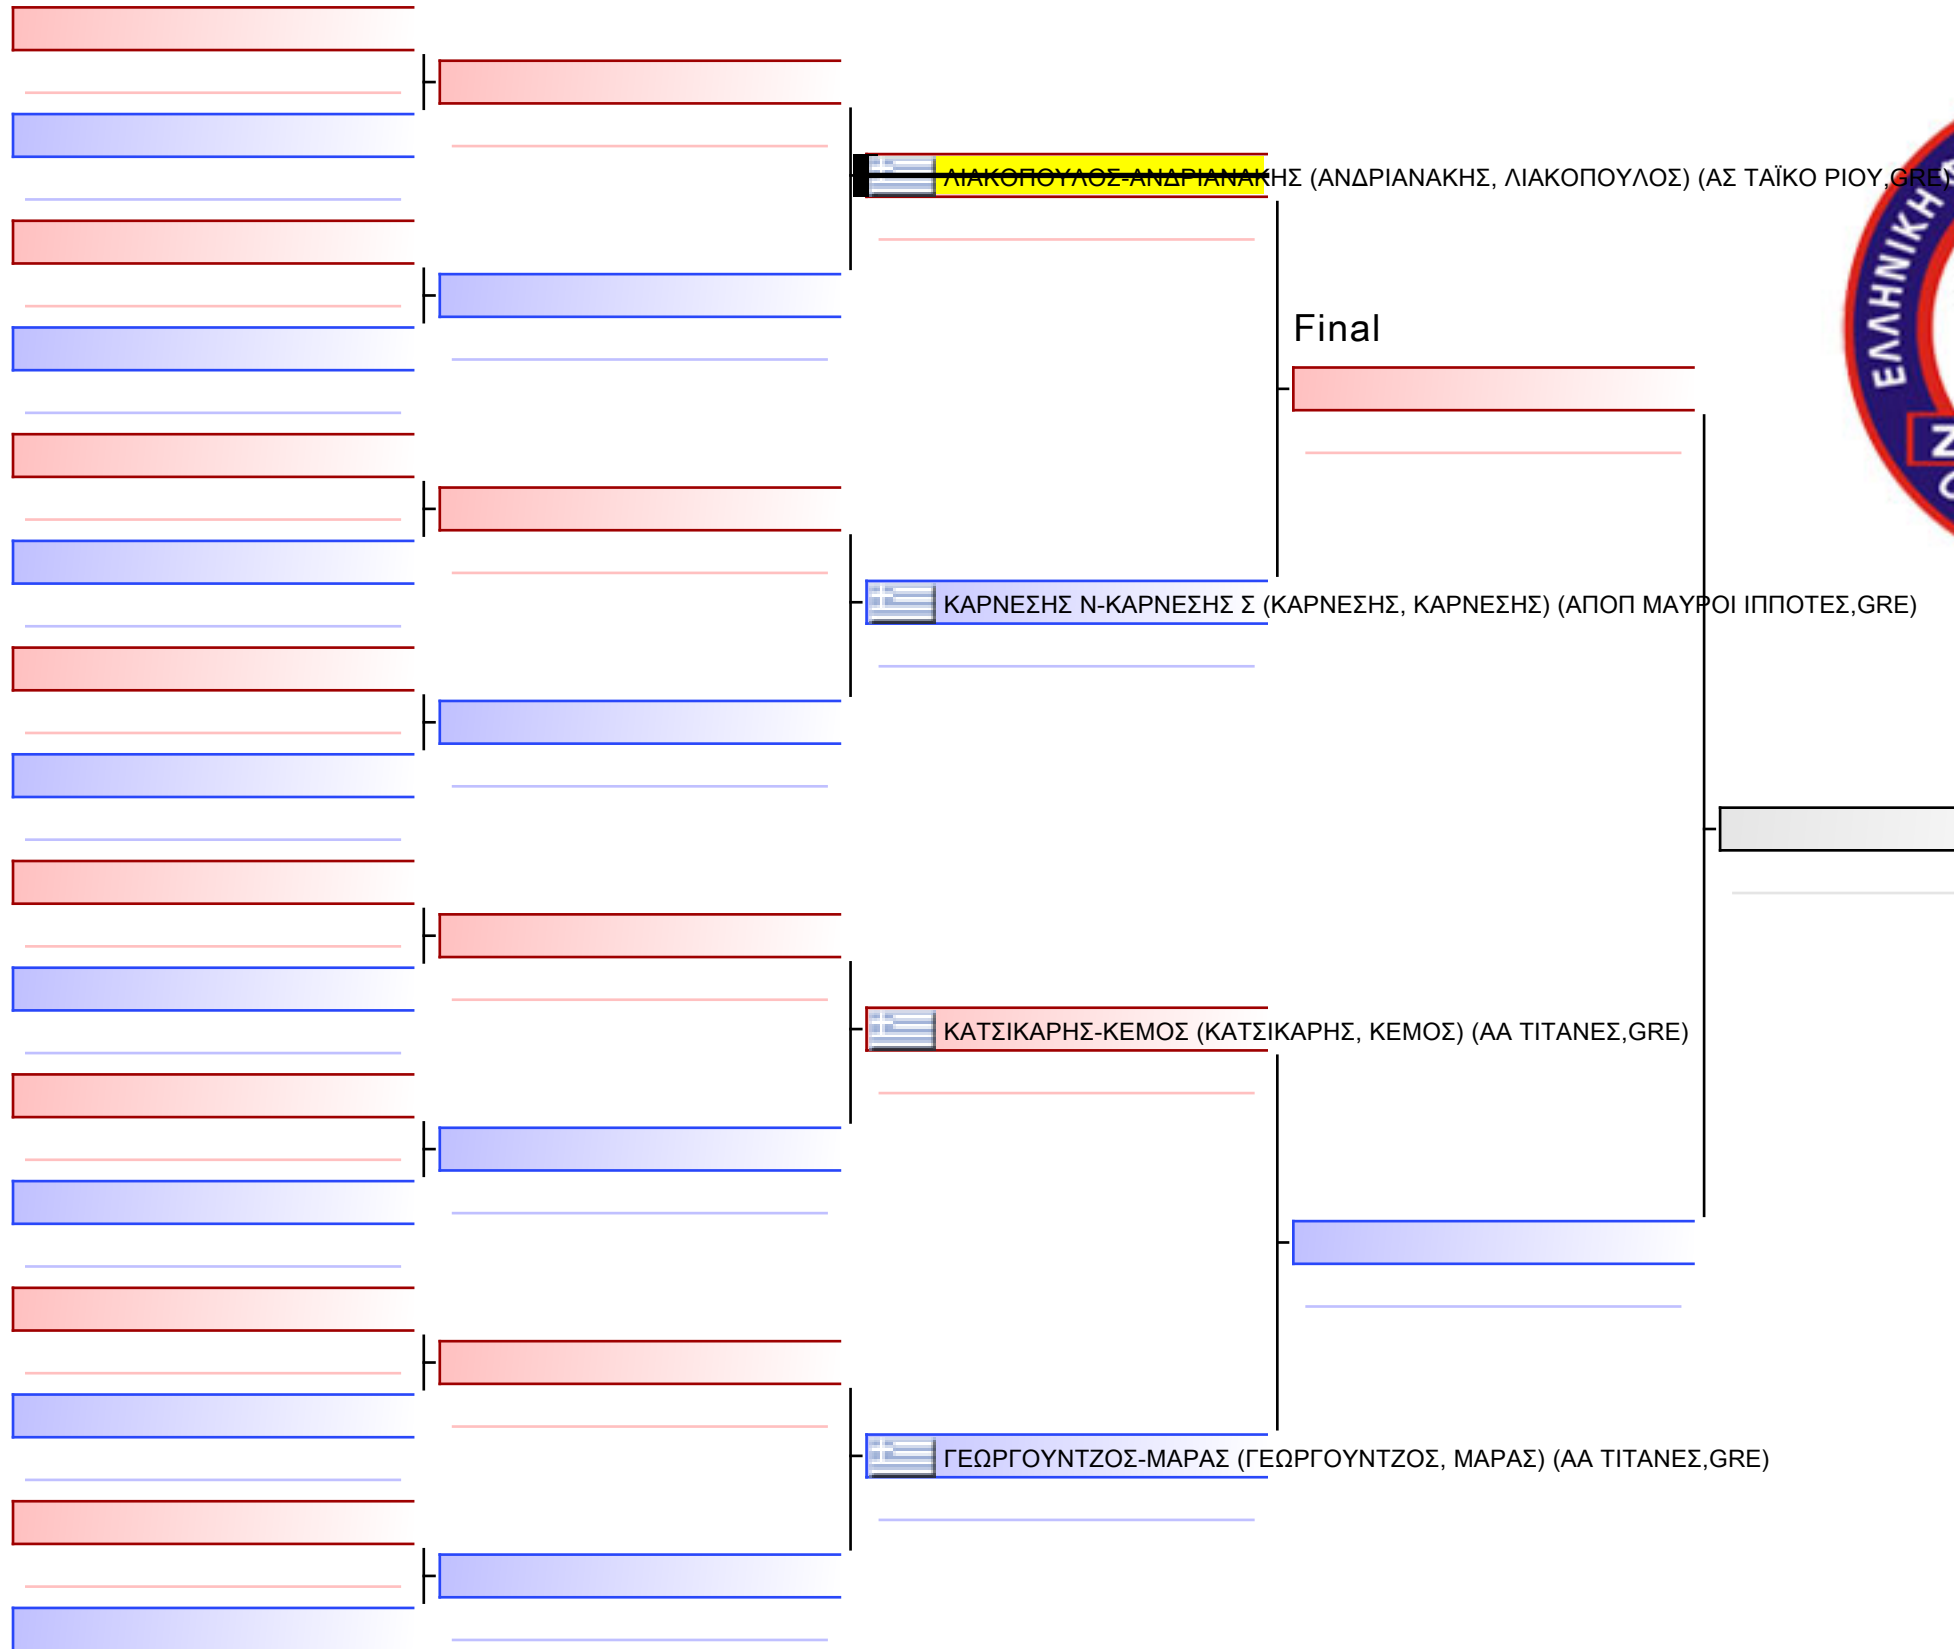 ΛΙΑΚΟΠΟΥΛΟΣ-ΑΝΔΡΙΑΝΑΚΗΣ (ΑΝΔΡΙΑΝΑΚΗΣ, ΛΙΑΚΟΠΟΥΛΟΣ) (ΑΣ ΤΑΪΚΟ ΡΙΟΥ,GRE)
ΕΛΛΗΝΙΚΗ
Final
ΚΑΡΝΕΣΗΣ Ν-ΚΑΡΝΕΣΗΣ Σ (ΚΑΡΝΕΣΗΣ, ΚΑΡΝΕΣΗΣ) (ΑΠΟΠ ΜΑΥΡΟΙ ΙΠΠΟΤΕΣ,GRE)
ΚΑΤΣΙΚΑΡΗΣ-ΚΕΜΟΣ (ΚΑΤΣΙΚΑΡΗΣ, ΚΕΜΟΣ) (ΑΑ ΤΙΤΑΝΕΣ,GRE)
ΓΕΩΡΓΟΥΝΤΖΟΣ-ΜΑΡΑΣ (ΓΕΩΡΓΟΥΝΤΖΟΣ, ΜΑΡΑΣ) (ΑΑ ΤΙΤΑΝΕΣ,GRE)